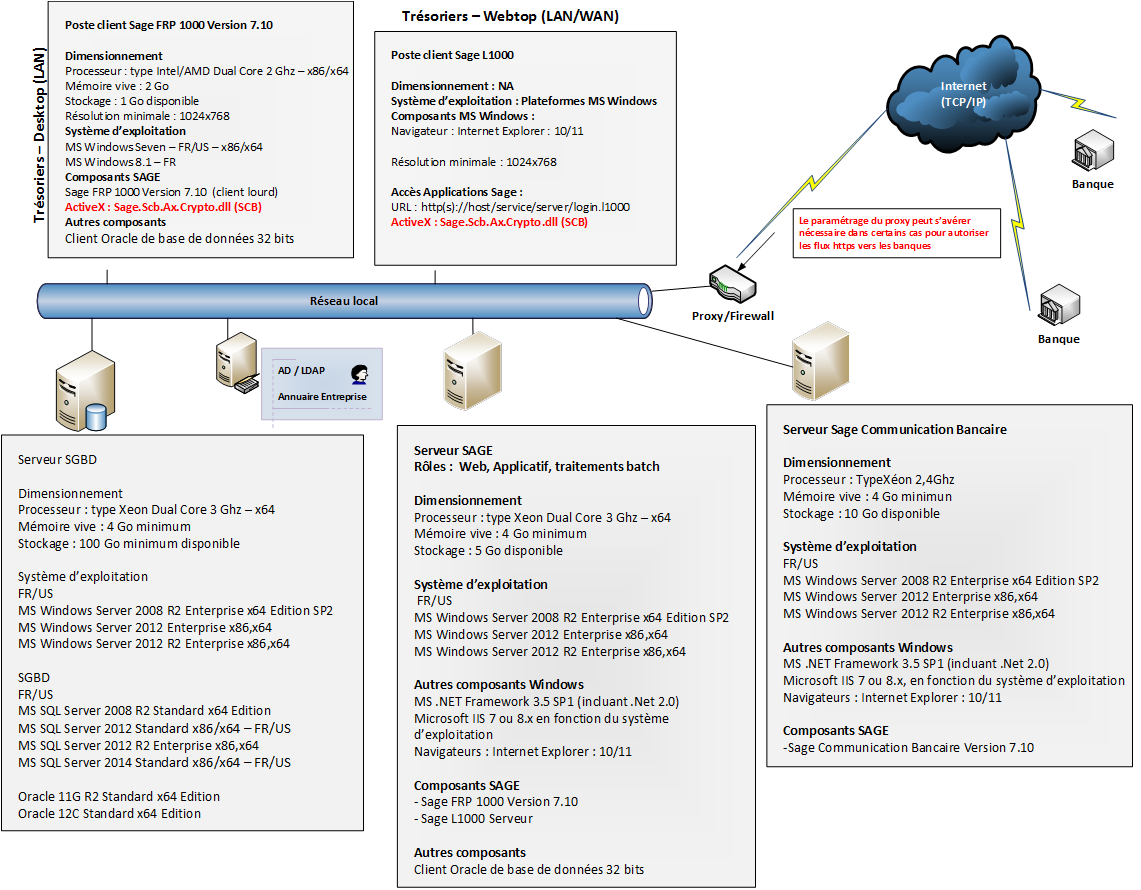 Trésoriers – Desktop (LAN)
Poste client Sage FRP 1000 Version 7.10
Dimensionnement
Processeur : type Intel/AMD Dual Core 2 Ghz – x86/x64
Mémoire vive : 2 Go
Stockage : 1 Go disponible
Résolution minimale : 1024x768
Système d’exploitation
MS Windows Seven – FR/US – x86/x64
MS Windows 8.1 – FR
Composants SAGE
Sage FRP 1000 Version 7.10 (client lourd)
ActiveX : Sage.Scb.Ax.Crypto.dll (SCB)
Autres composants
Client Oracle de base de données 32 bits
Trésoriers – Webtop (LAN/WAN)
Poste client Sage L1000
Dimensionnement : NA
Système d’exploitation : Plateformes MS Windows
Composants MS Windows :
Navigateur : Internet Explorer : 10/11
Résolution minimale : 1024x768
Accès Applications Sage :
URL : http(s)://host/service/server/login.l1000
ActiveX : Sage.Scb.Ax.Crypto.dll (SCB)
Internet
(TCP/IP)
Banque
Le paramétrage du proxy peut s’avérer
nécessaire dans certains cas pour autoriser
les flux https vers les banques
Réseau local
Proxy/Firewall
Banque
AD / LDAP
Annuaire Entreprise
Serveur SGBD
Dimensionnement
Processeur : type Xeon Dual Core 3 Ghz – x64
Mémoire vive : 4 Go minimum
Stockage : 100 Go minimum disponible
Système d’exploitation
FR/US
MS Windows Server 2008 R2 Enterprise x64 Edition SP2
MS Windows Server 2012 Enterprise x86,x64
MS Windows Server 2012 R2 Enterprise x86,x64
SGBD
FR/US
MS SQL Server 2008 R2 Standard x64 Edition
MS SQL Server 2012 Standard x86/x64 – FR/US
MS SQL Server 2012 R2 Enterprise x86,x64
MS SQL Server 2014 Standard x86/x64 – FR/US
Oracle 11G R2 Standard x64 Edition
Oracle 12C Standard x64 Edition
Serveur SAGE
Rôles : Web, Applicatif, traitements batch
Dimensionnement
Processeur : type Xeon Dual Core 3 Ghz – x64
Mémoire vive : 4 Go minimum
Stockage : 5 Go disponible
Système d’exploitation
FR/US
MS Windows Server 2008 R2 Enterprise x64 Edition SP2
MS Windows Server 2012 Enterprise x86,x64
MS Windows Server 2012 R2 Enterprise x86,x64
Autres composants Windows
MS .NET Framework 3.5 SP1 (incluant .Net 2.0)
Microsoft IIS 7 ou 8.x en fonction du système
d’exploitation
Navigateurs : Internet Explorer : 10/11
Composants SAGE
- Sage FRP 1000 Version 7.10
- Sage L1000 Serveur
Autres composants
Client Oracle de base de données 32 bits
Serveur Sage Communication Bancaire
Dimensionnement
Processeur : TypeXéon 2,4Ghz
Mémoire vive : 4 Go minimun
Stockage : 10 Go disponible
Système d’exploitation
FR/US
MS Windows Server 2008 R2 Enterprise x64 Edition SP2
MS Windows Server 2012 Enterprise x86,x64
MS Windows Server 2012 R2 Enterprise x86,x64
Autres composants Windows
MS .NET Framework 3.5 SP1 (incluant .Net 2.0)
Microsoft IIS 7 ou 8.x, en fonction du système d’exploitation
Navigateurs : Internet Explorer : 10/11
Composants SAGE
-Sage Communication Bancaire Version 7.10